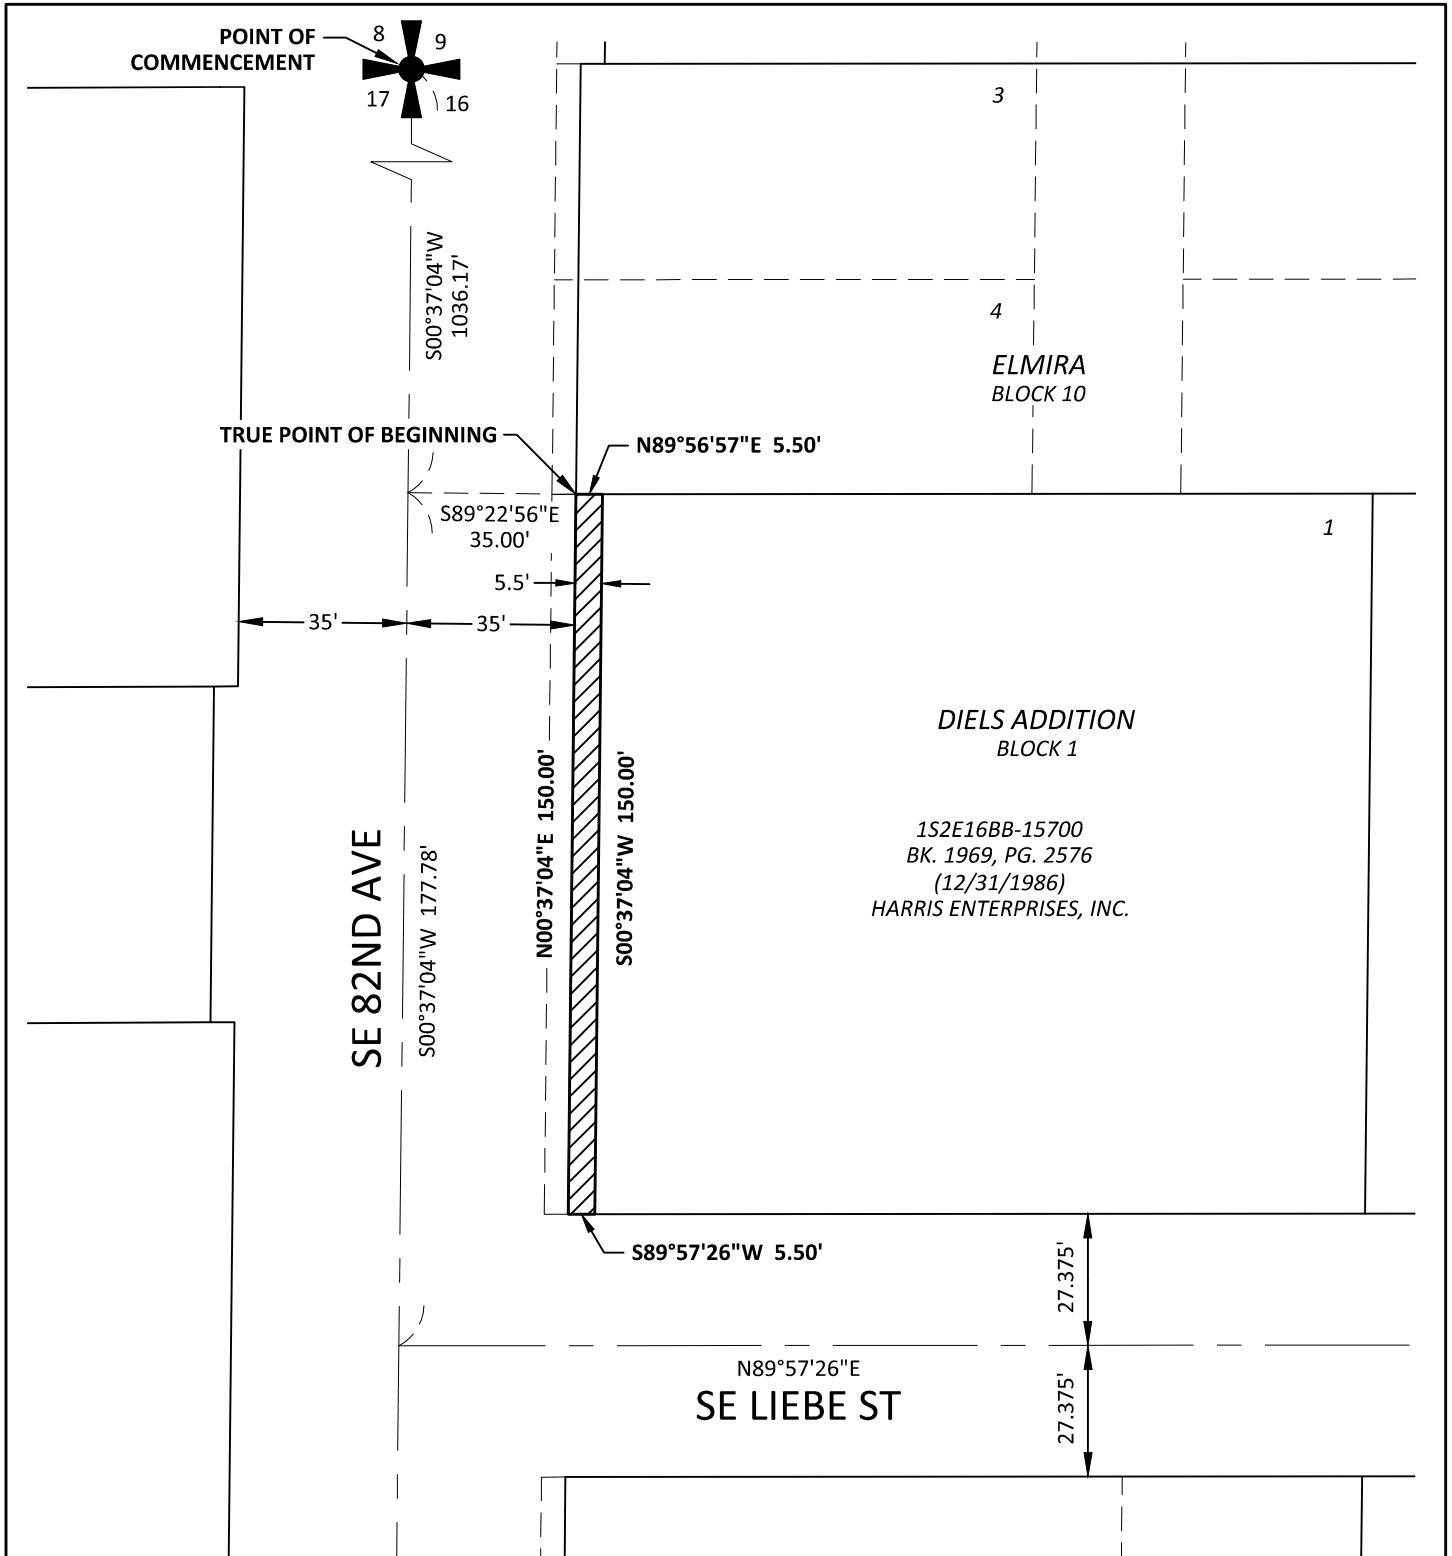 POINT OF
COMMENCEMENT
8
9
17
16
3
S00°37'04"W
1036.17'
4
ELMIRA
BLOCK 10
TRUE POINT OF BEGINNING
N89°56'57"E 5.50'
S89°22'56"E
35.00'
1
5.5'
35'
35'
DIELS ADDITION
BLOCK 1
N00°37'04"E 150.00'
S00°37'04"W 150.00'
1S2E16BB-15700
BK. 1969, PG. 2576
(12/31/1986)
HARRIS ENTERPRISES, INC.
SE 82ND AVE
S00°37'04"W 177.78'
S89°57'26"W 5.50'
27.375'
N89°57'26"E
SE LIEBE ST
27.375'